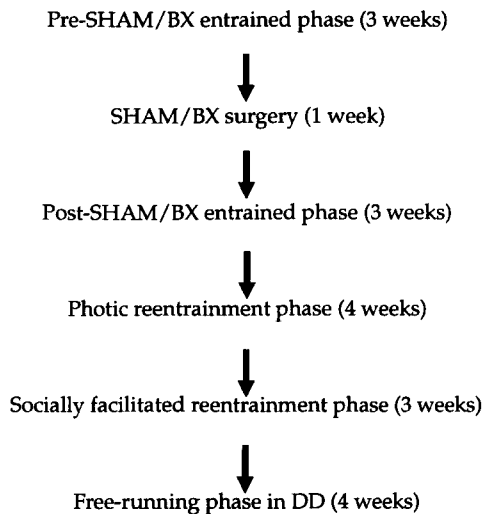 Pre-SHAM/BX entrained phase (3 weeks)
SHAM/BX surgery (1 week)
Post-SHAM/BX entrained phase (3 weeks)
Photic reentrainment phase (4 weeks)
Socially facilitated reentrainment phase (3 weeks)
Free-running phase in DD (4 weeks)